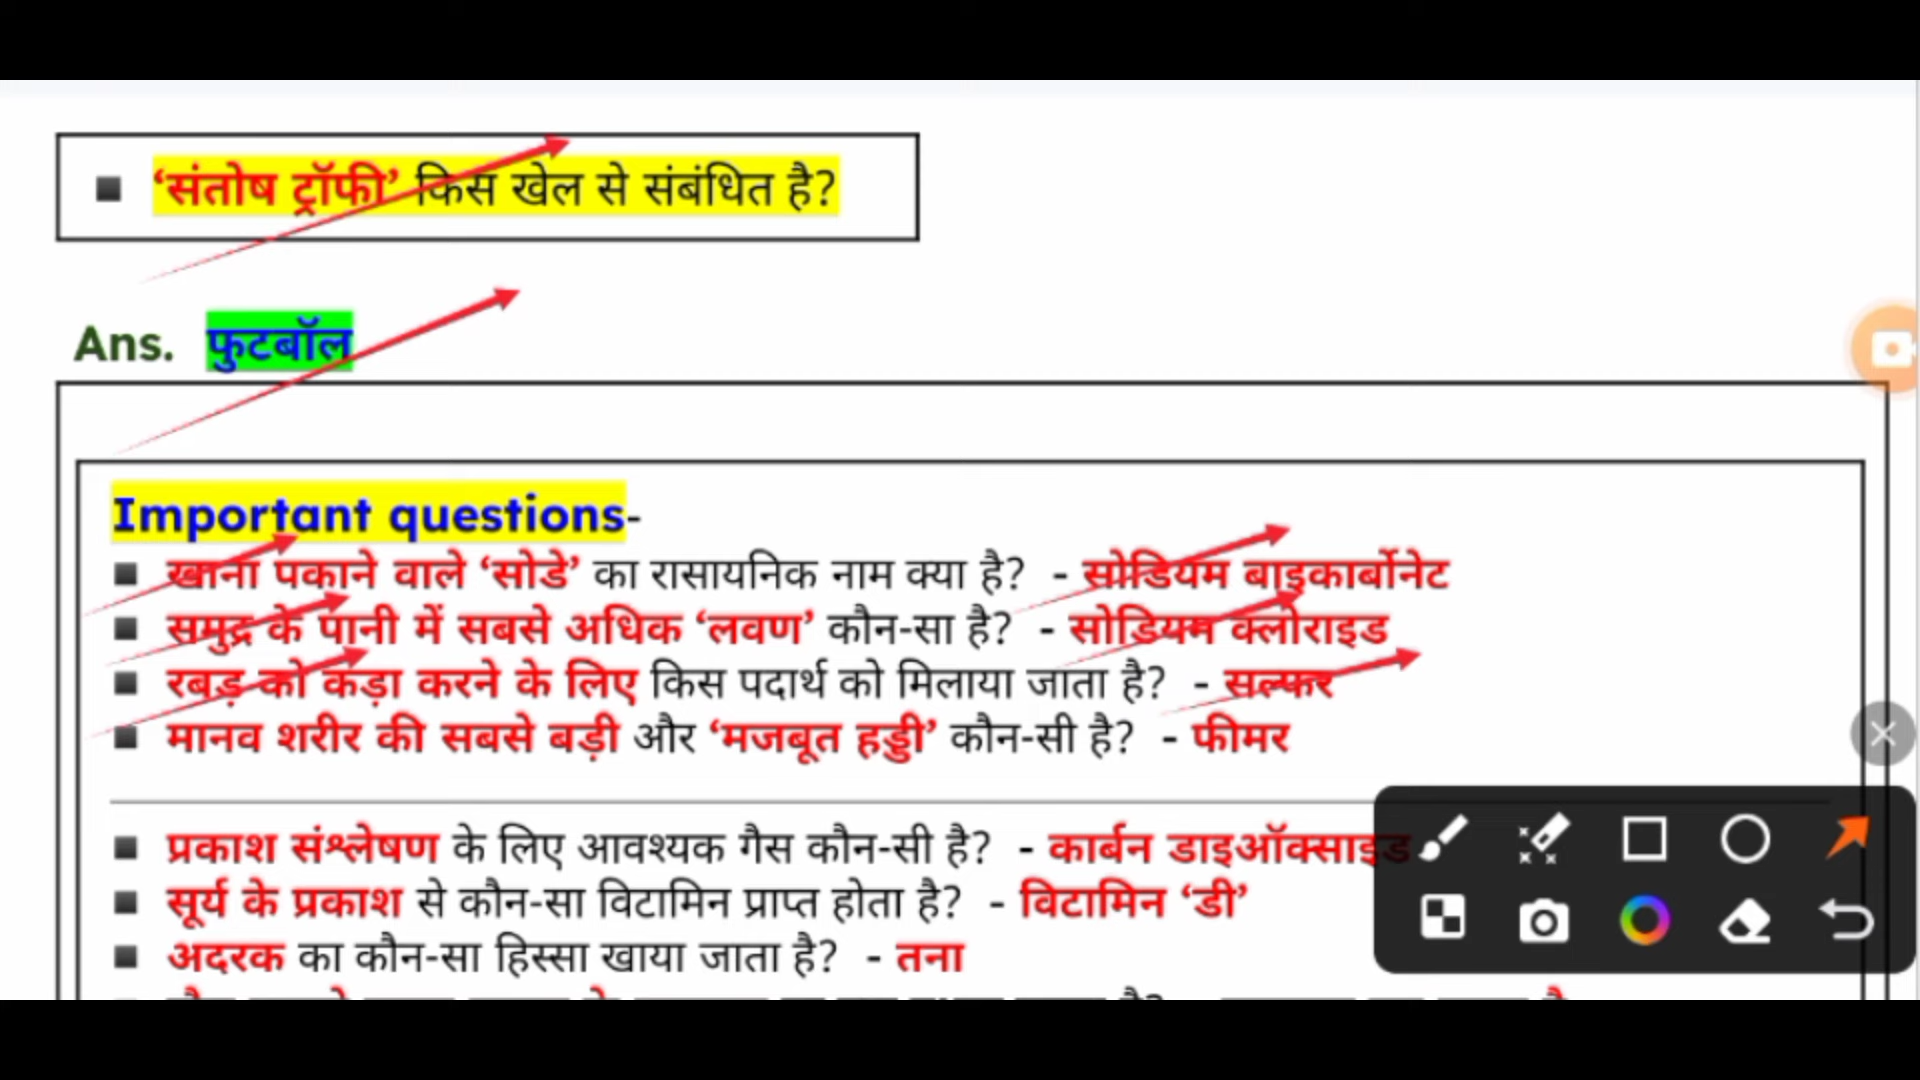 ■ ‘संतोष ट्रॉफी’ किस खेल से संबंधित है?
Ans. फुटबॉल
Important questions-
■ खाना पकाने वाले ‘सोडे’ का रासायनिक नाम क्या है? - सोडियम बाइकार्बोनेट
■ समुद्र के पानी में सबसे अधिक ‘लवण’ कौन-सा है? - सोडियम क्लोराइड
■ रबड़ को कड़ा करने के लिए किस पदार्थ को मिलाया जाता है? - सल्फर
■ मानव शरीर की सबसे बड़ी और ‘मजबूत हड्डी’ कौन-सी है? - फीमर
■ प्रकाश संश्लेषण के लिए आवश्यक गैस कौन-सी है? - कार्बन डाइऑक्साइड
■ सूर्य के प्रकाश से कौन-सा विटामिन प्राप्त होता है? - विटामिन ‘डी’
■ अदरक का कौन-सा हिस्सा खाया जाता है? - तना